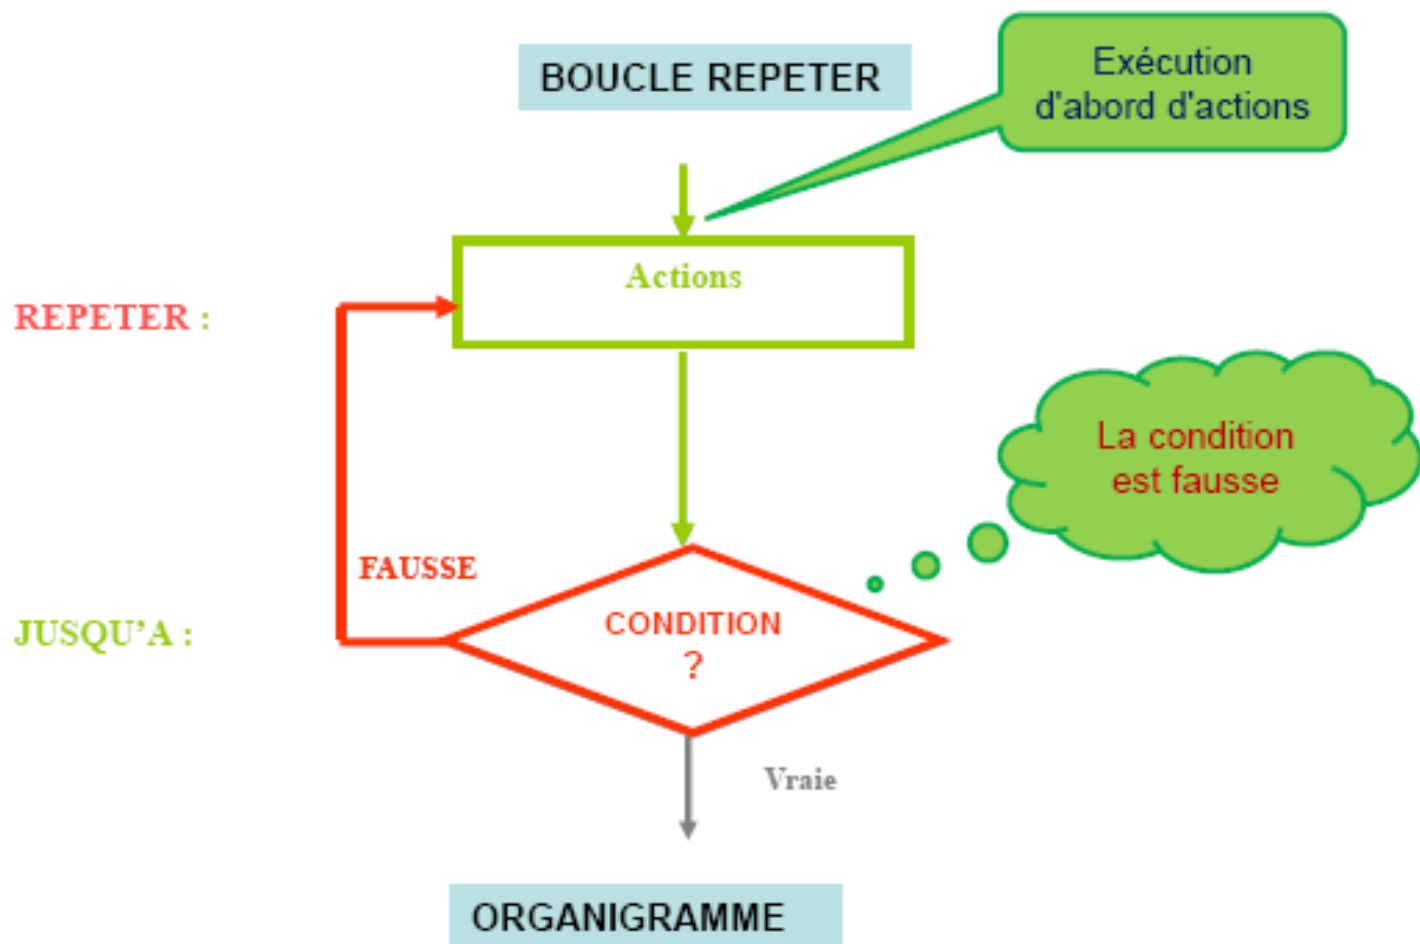 BOUCLE REPETER
Exécution
d'abord d'actions
Actions
REPETER :
La condition
est fausse
FAUSSE
JUSQU'A :
CONDITION
?
Vraie
ORGANIGRAMME